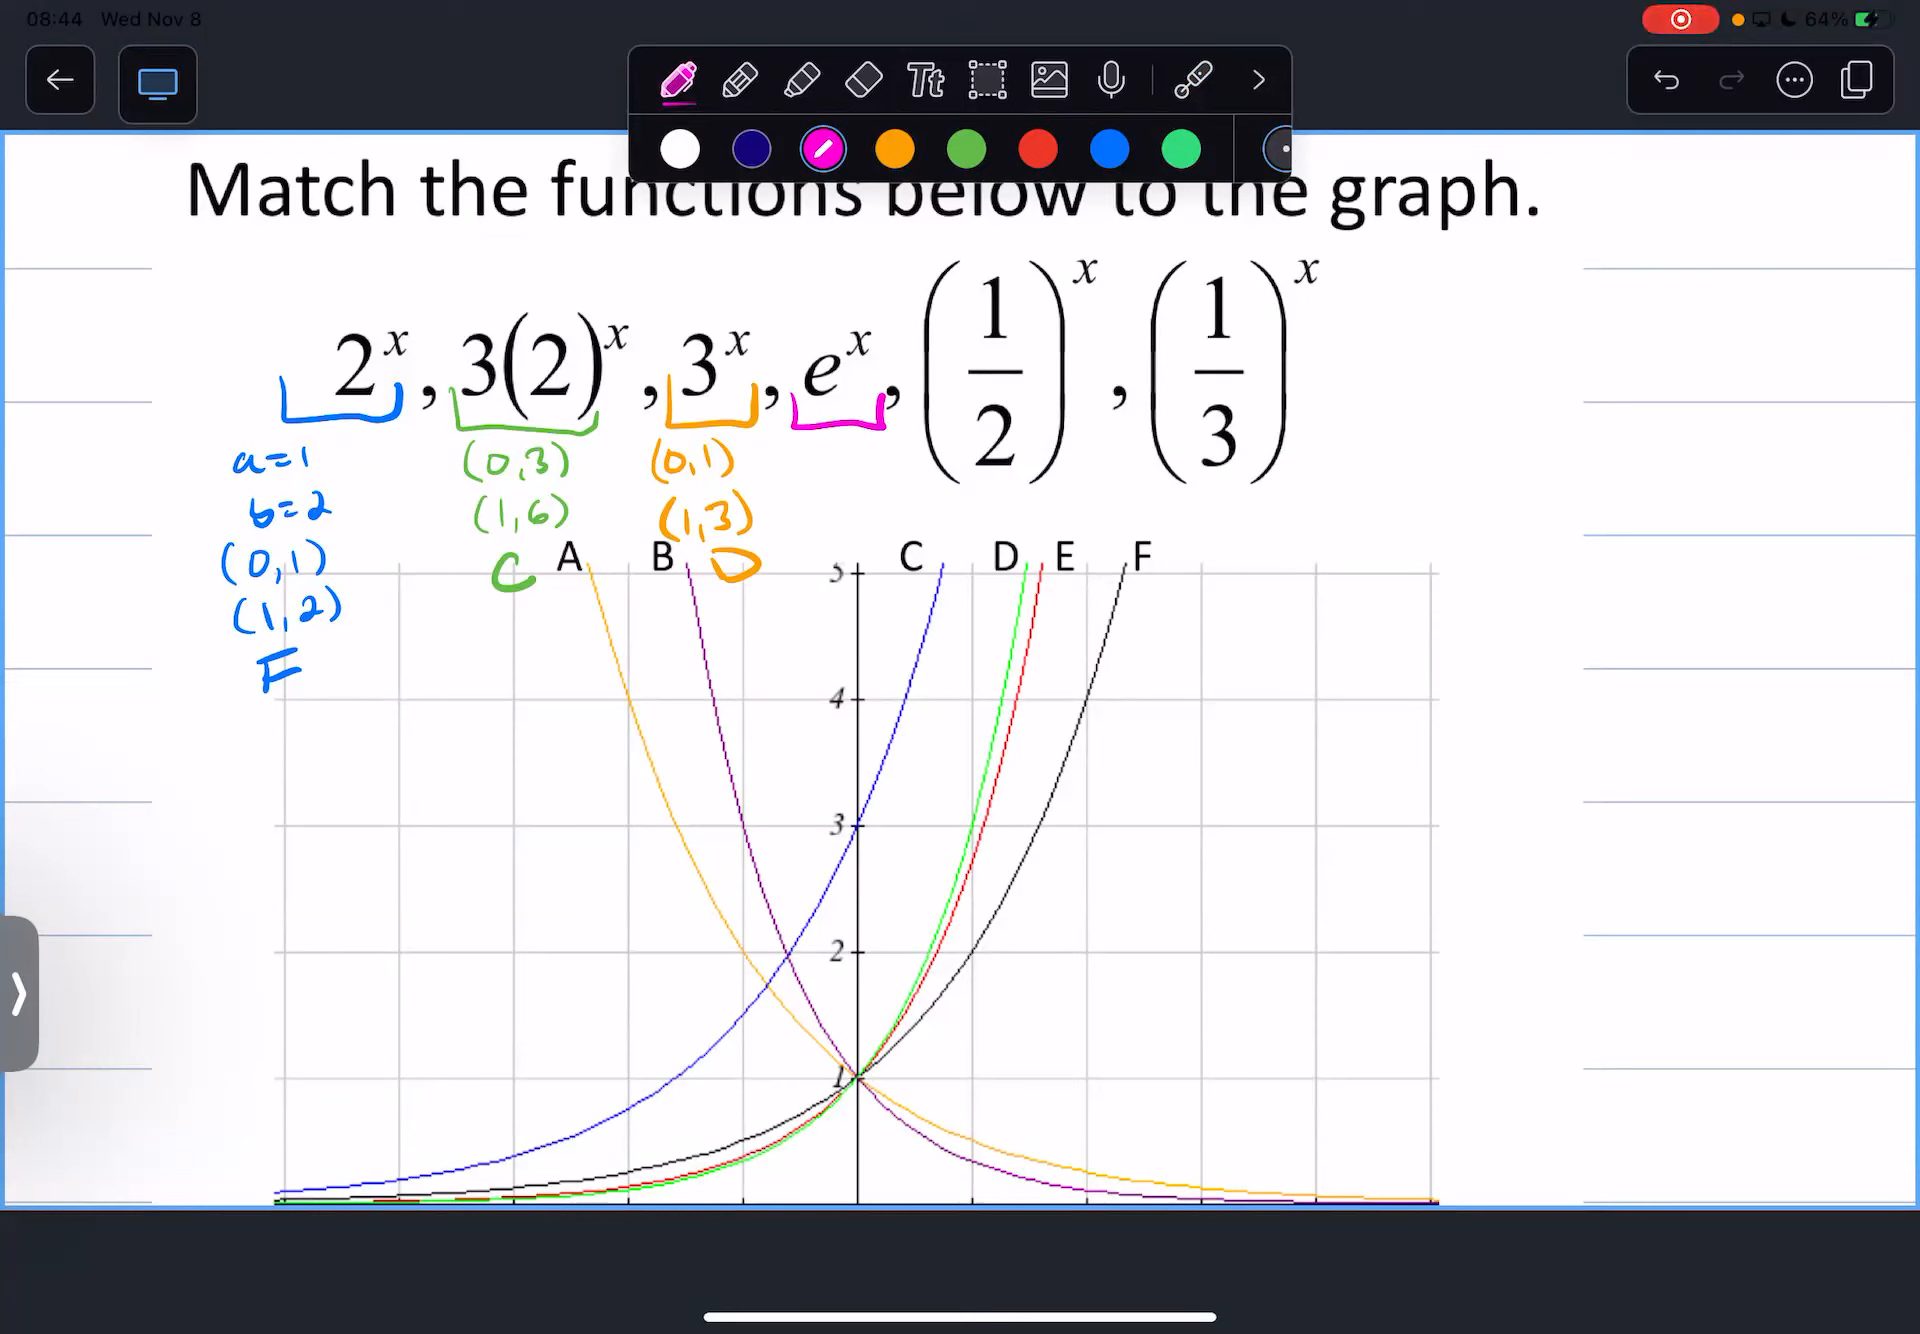 08:44 Wed Nov 8
64%
Tt
Match the functions below to the graph.
2^x, 3(2)^x, 3^x, e^x, (1/2)^x, (1/3)^x
a=1
b=2
(0,1)
(1,2)
F
(0,3)
(1,6)
C
(0,1)
(1,3)
D
A B C D E F
5
4
3
2
1